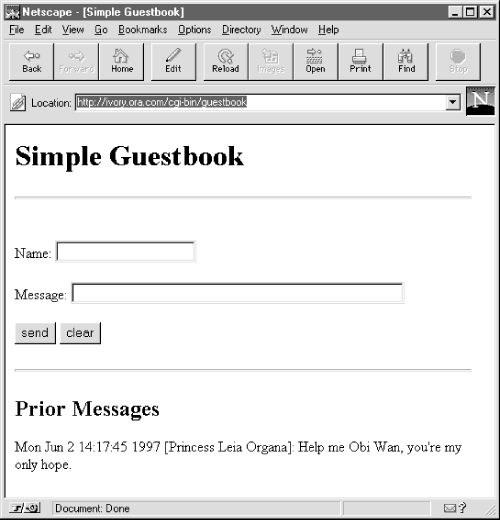 Netscape - [Simple Guestbook]
File Edit View Go Bookmarks Options Directory Window Help
Back Forward Home Edit Reload Images Open Print Find Stop
Location: http://ivory.ora.com/cgi-bin/guestbook
N
Simple Guestbook
Name:
Message:
send clear
Prior Messages
Mon Jun 2 14:17:45 1997 [Princess Leia Organa]: Help me Obi Wan, you're my
only hope.
Document: Done
?